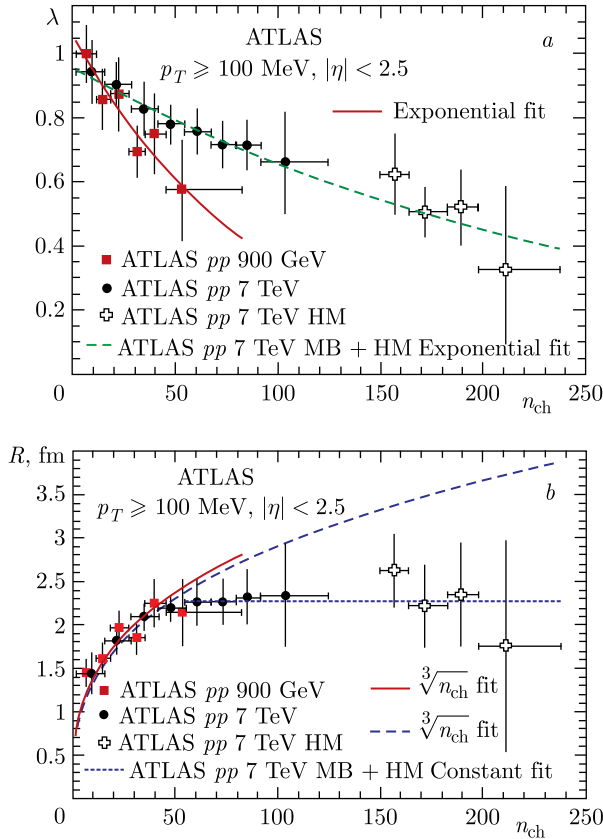 λ
a
ATLAS
p_T ⩾ 100 MeV, |η| < 2.5
1
Exponential fit
0.8
0.6
0.4
ATLAS pp 900 GeV
ATLAS pp 7 TeV
0.2
ATLAS pp 7 TeV HM
ATLAS pp 7 TeV MB + HM Exponential fit
0 50 100 150 200 250
n_ch
R, fm
b
ATLAS
3.5
p_T ⩾ 100 MeV, |η| < 2.5
3
2.5
2
1.5
ATLAS pp 900 GeV
∛n_ch fit
1
ATLAS pp 7 TeV
∛n_ch fit
ATLAS pp 7 TeV HM
0.5
ATLAS pp 7 TeV MB + HM Constant fit
0 50 100 150 200 250
n_ch